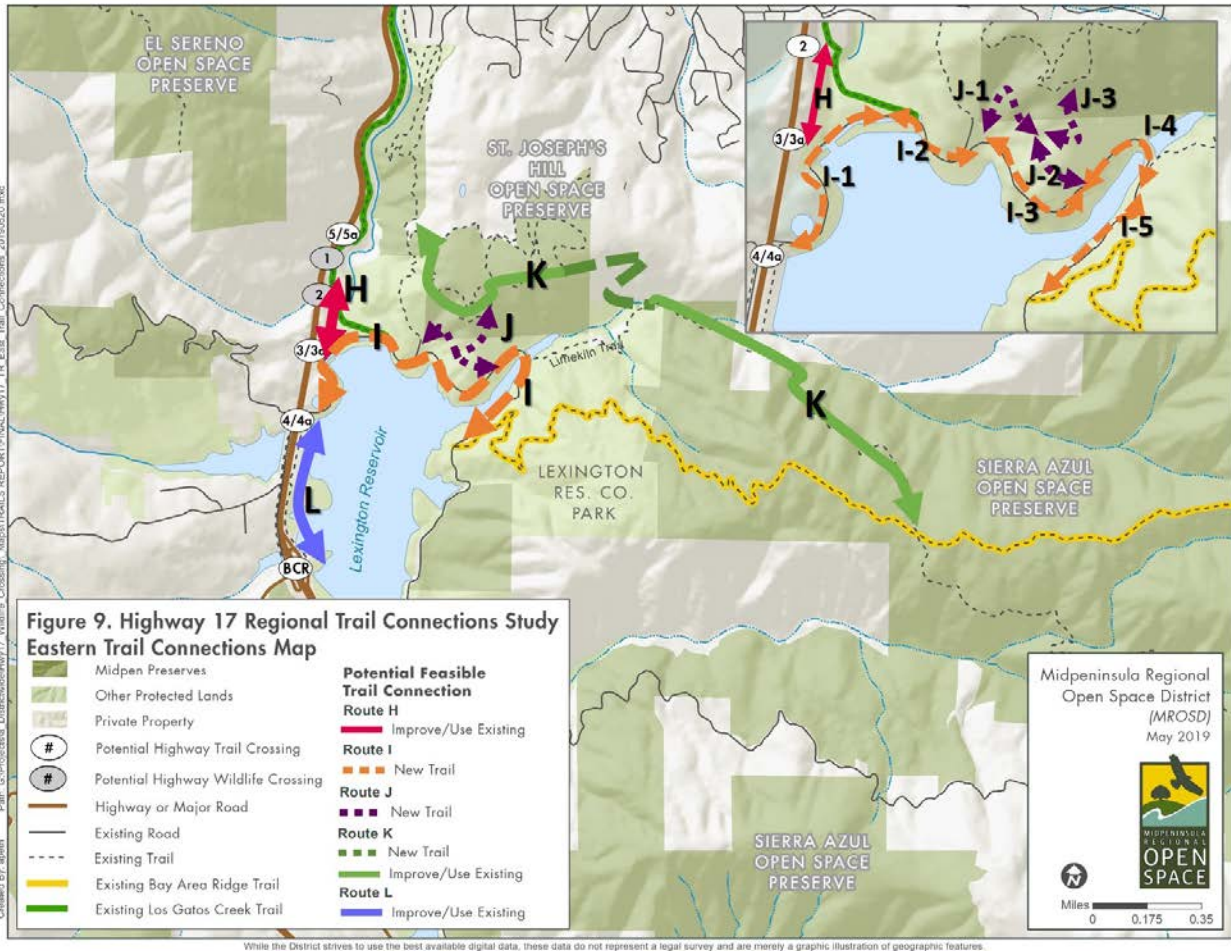 EL SERENO
OPEN SPACE
PRESERVE
ST. JOSEPH'S
HILL
OPEN SPACE
PRESERVE
5/5a
1
2
H
3/3a
I
J
K
4/4a
L
BCR
I
K
Limekiln Trail
Lexington Reservoir
LEXINGTON
RES. CO.
PARK
SIERRA AZUL
OPEN SPACE
PRESERVE
SIERRA AZUL
OPEN SPACE
PRESERVE
2
H
3/3a
4/4a
I-1
I-2
J-1
J-3
I-4
J-2
I-3
I-5
Figure 9. Highway 17 Regional Trail Connections Study
Eastern Trail Connections Map
Midpen Preserves
Other Protected Lands
Private Property
# Potential Highway Trail Crossing
# Potential Highway Wildlife Crossing
Highway or Major Road
Existing Road
Existing Trail
Existing Bay Area Ridge Trail
Existing Los Gatos Creek Trail
Potential Feasible
Trail Connection
Route H
Improve/Use Existing
Route I
New Trail
Route J
New Trail
Route K
New Trail
Improve/Use Existing
Route L
Improve/Use Existing
Midpeninsula Regional
Open Space District
(MROSD)
May 2019
MIDPENINSULA
REGIONAL
OPEN
SPACE
N
Miles
0 0.175 0.35
While the District strives to use the best available digital data, these data do not represent a legal survey and are merely a graphic illustration of geographic features.